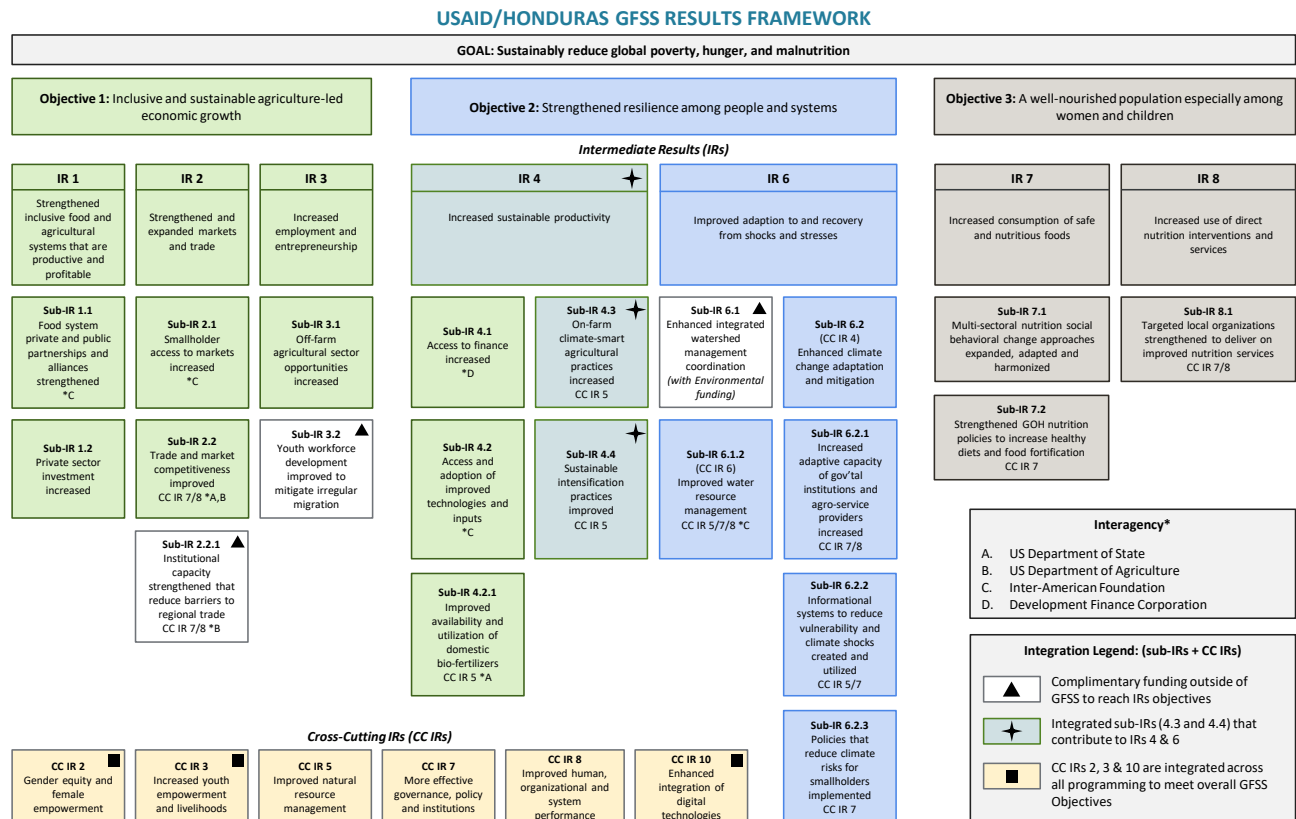 USAID/HONDURAS GFSS RESULTS FRAMEWORK
GOAL: Sustainably reduce global poverty, hunger, and malnutrition
Objective 1: Inclusive and sustainable agriculture-led
economic growth
Objective 2: Strengthened resilience among people and systems
Objective 3: A well-nourished population especially among
women and children
Intermediate Results (IRs)
IR 1
Strengthened
inclusive food and
agricultural
systems that are
productive and
profitable
IR 2
Strengthened and
expanded markets
and trade
IR 3
Increased
employment and
entrepreneurship
IR 4
Increased sustainable productivity
IR 6
Improved adaption to and recovery
from shocks and stresses
IR 7
Increased consumption of safe
and nutritious foods
IR 8
Increased use of direct
nutrition interventions and
services
Sub-IR 1.1
Food system
private and public
partnerships and
alliances
strengthened
*C
Sub-IR 2.1
Smallholder
access to markets
increased
*C
Sub-IR 3.1
Off-farm
agricultural sector
opportunities
increased
Sub-IR 4.1
Access to finance
increased
*D
Sub-IR 4.3
On-farm
climate-smart
agricultural
practices
increased
CC IR 5
Sub-IR 6.1
Enhanced integrated
watershed
management
coordination
(with Environmental
funding)
Sub-IR 6.2
(CC IR 4)
Enhanced climate
change adaptation
and mitigation
Sub-IR 7.1
Multi-sectoral nutrition social
behavioral change approaches
expanded, adapted and
harmonized
Sub-IR 8.1
Targeted local organizations
strengthened to deliver on
improved nutrition services
CC IR 7/8
Sub-IR 1.2
Private sector
investment
increased
Sub-IR 2.2
Trade and market
competitiveness
improved
CC IR 7/8 *A,B
Sub-IR 3.2
Youth workforce
development
improved to
mitigate irregular
migration
Sub-IR 4.2
Access and
adoption of
improved
technologies and
inputs
*C
Sub-IR 4.4
Sustainable
intensification
practices
improved
CC IR 5
Sub-IR 6.1.2
(CC IR 6)
Improved water
resource
management
CC IR 5/7/8 *C
Sub-IR 6.2.1
Increased
adaptive capacity
of gov'tal
institutions and
agro-service
providers
increased
CC IR 7/8
Sub-IR 7.2
Strengthened GOH nutrition
policies to increase healthy
diets and food fortification
CC IR 7
Sub-IR 2.2.1
Institutional
capacity
strengthened that
reduce barriers to
regional trade
CC IR 7/8 *B
Sub-IR 4.2.1
Improved
availability and
utilization of
domestic
bio-fertilizers
CC IR 5 *A
Sub-IR 6.2.2
Informational
systems to reduce
vulnerability and
climate shocks
created and
utilized
CC IR 5/7
Sub-IR 6.2.3
Policies that
reduce climate
risks for
smallholders
implemented
CC IR 7
Interagency*
A. US Department of State
B. US Department of Agriculture
C. Inter-American Foundation
D. Development Finance Corporation
Integration Legend: (sub-IRs + CC IRs)
Complimentary funding outside of
GFSS to reach IRs objectives
Integrated sub-IRs (4.3 and 4.4) that
contribute to IRs 4 & 6
CC IRs 2, 3 & 10 are integrated across
all programming to meet overall GFSS
Objectives
Cross-Cutting IRs (CC IRs)
CC IR 2
Gender equity and
female
empowerment
CC IR 3
Increased youth
empowerment
and livelihoods
CC IR 5
Improved natural
resource
management
CC IR 7
More effective
governance, policy
and institutions
CC IR 8
Improved human,
organizational and
system
performance
CC IR 10
Enhanced
integration of
digital
technologies